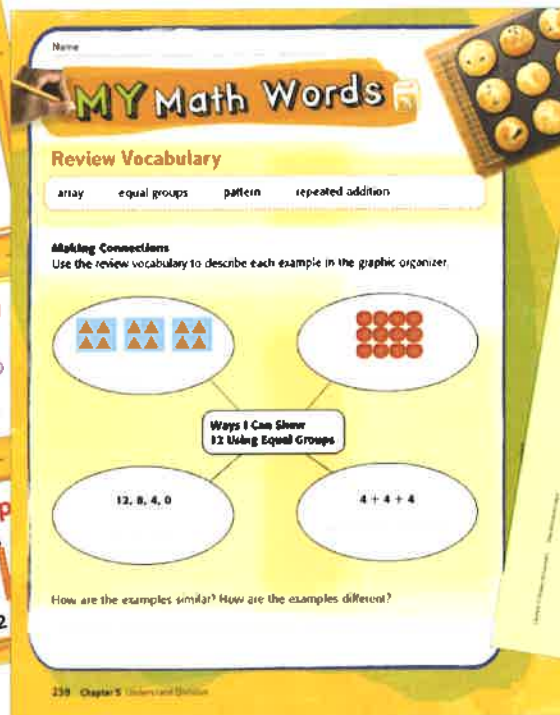 Name
MY Math Words
Review Vocabulary
array equal groups pattern repeated addition
Making Connections
Use the review vocabulary to describe each example in the graphic organizer.
Ways I Can Show
12 Using Equal Groups
12, 8, 4, 0
4 + 4 + 4
How are the examples similar? How are the examples different?
Chapter 5 Understand Division